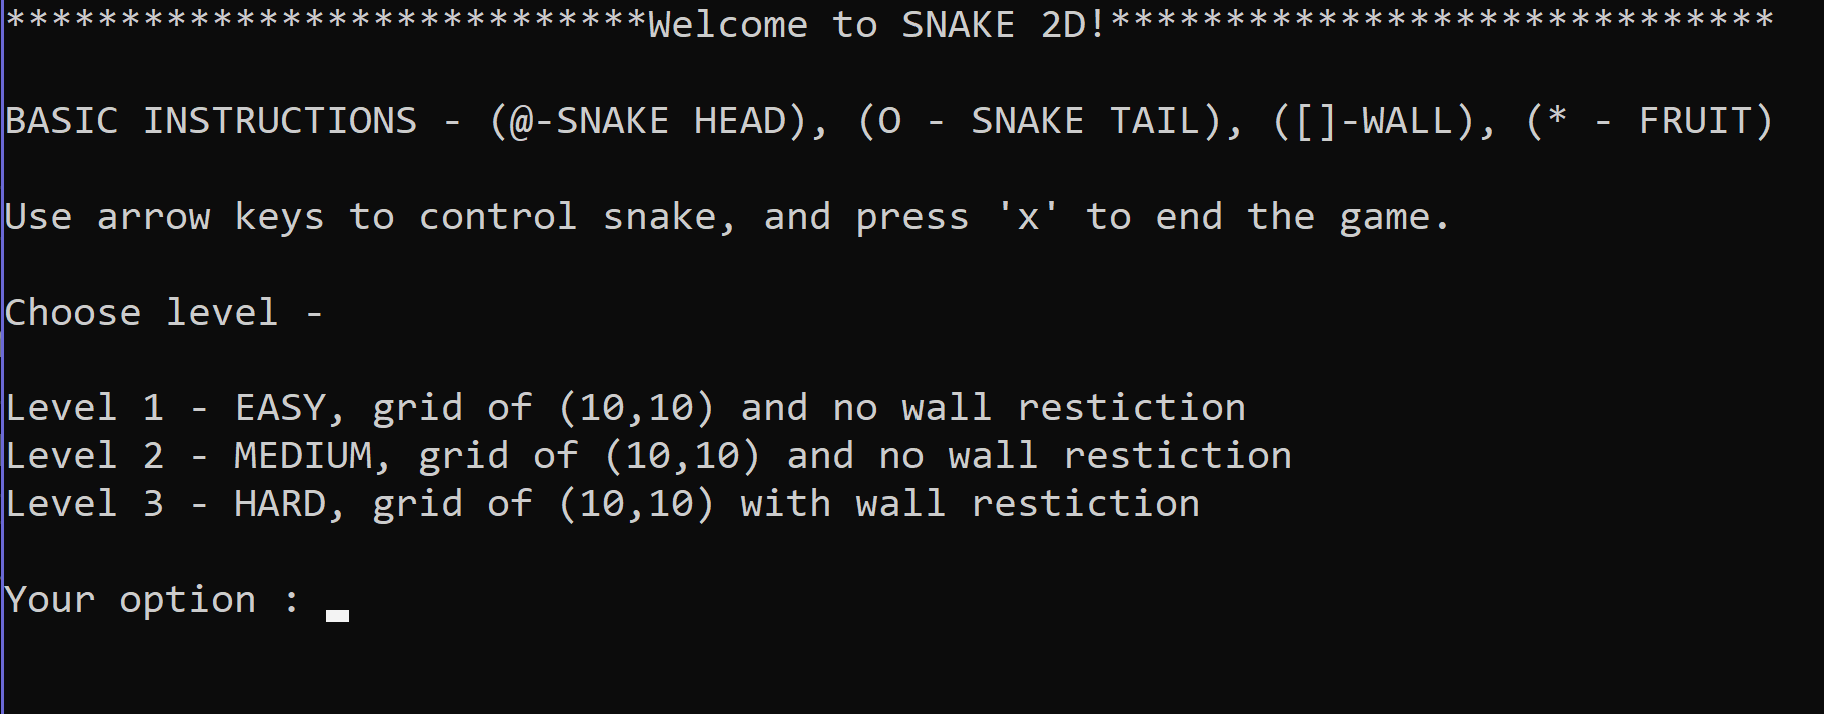 ****************************Welcome to SNAKE 2D!*****************************
BASIC INSTRUCTIONS - (@-SNAKE HEAD), (O - SNAKE TAIL), ([]-WALL), (* - FRUIT)
Use arrow keys to control snake, and press 'x' to end the game.
Choose level -
Level 1 - EASY, grid of (10,10) and no wall restiction
Level 2 - MEDIUM, grid of (10,10) and no wall restiction
Level 3 - HARD, grid of (10,10) with wall restiction
Your option :